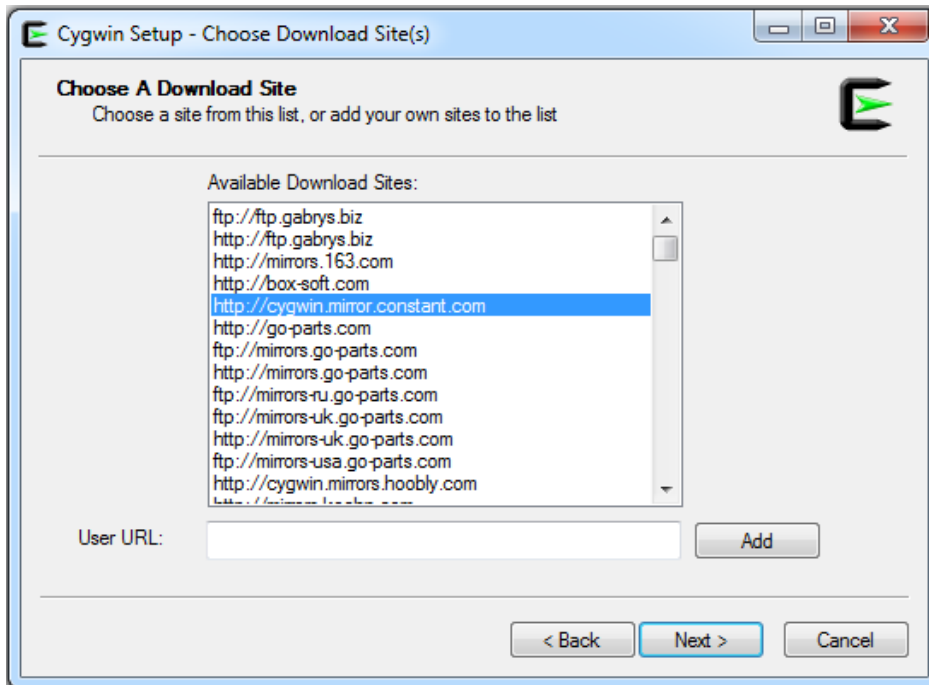 Cygwin Setup - Choose Download Site(s)
Choose A Download Site
Choose a site from this list, or add your own sites to the list
Available Download Sites:
ftp://ftp.gabrys.biz
http://ftp.gabrys.biz
http://mirrors.163.com
http://box-soft.com
http://cygwin.mirror.constant.com
http://go-parts.com
ftp://mirrors.go-parts.com
http://mirrors.go-parts.com
ftp://mirrors-ru.go-parts.com
ftp://mirrors-uk.go-parts.com
http://mirrors-uk.go-parts.com
ftp://mirrors-usa.go-parts.com
http://cygwin.mirrors.hoobly.com
User URL:
Add
< Back
Next >
Cancel